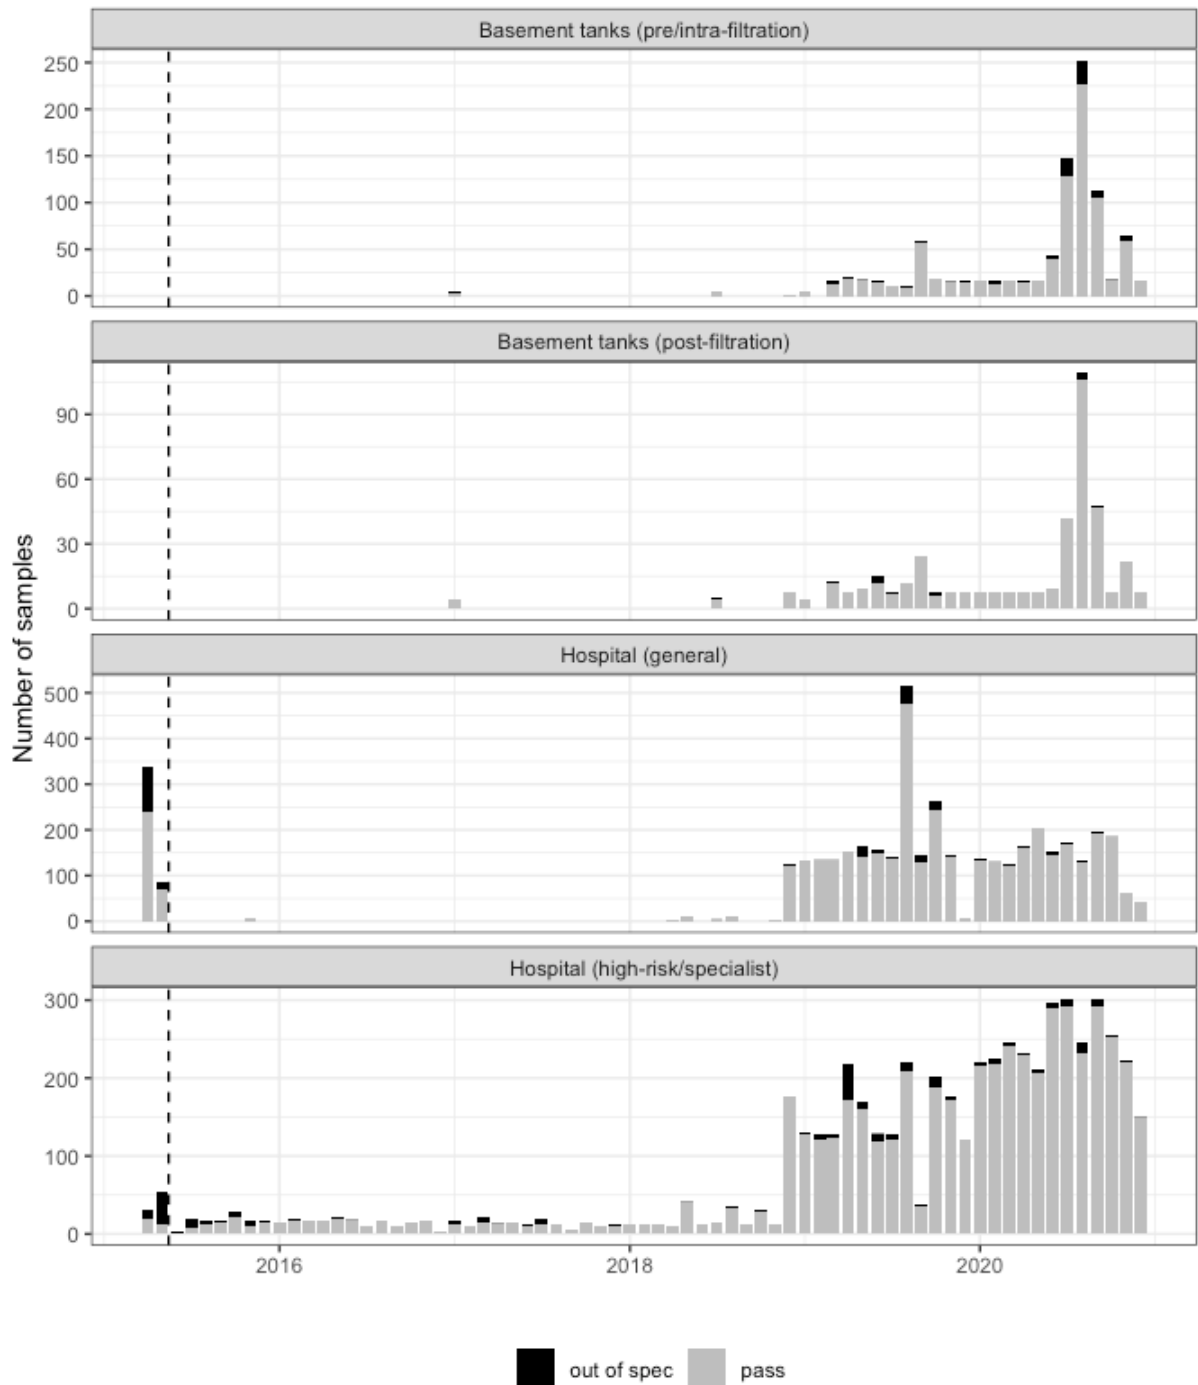 Basement tanks (pre/intra-filtration)
250
200
150
100
50
0
Basement tanks (post-filtration)
90
60
30
0
Number of samples
Hospital (general)
500
400
300
200
100
0
Hospital (high-risk/specialist)
300
200
100
0
2016 2018 2020
out of spec pass